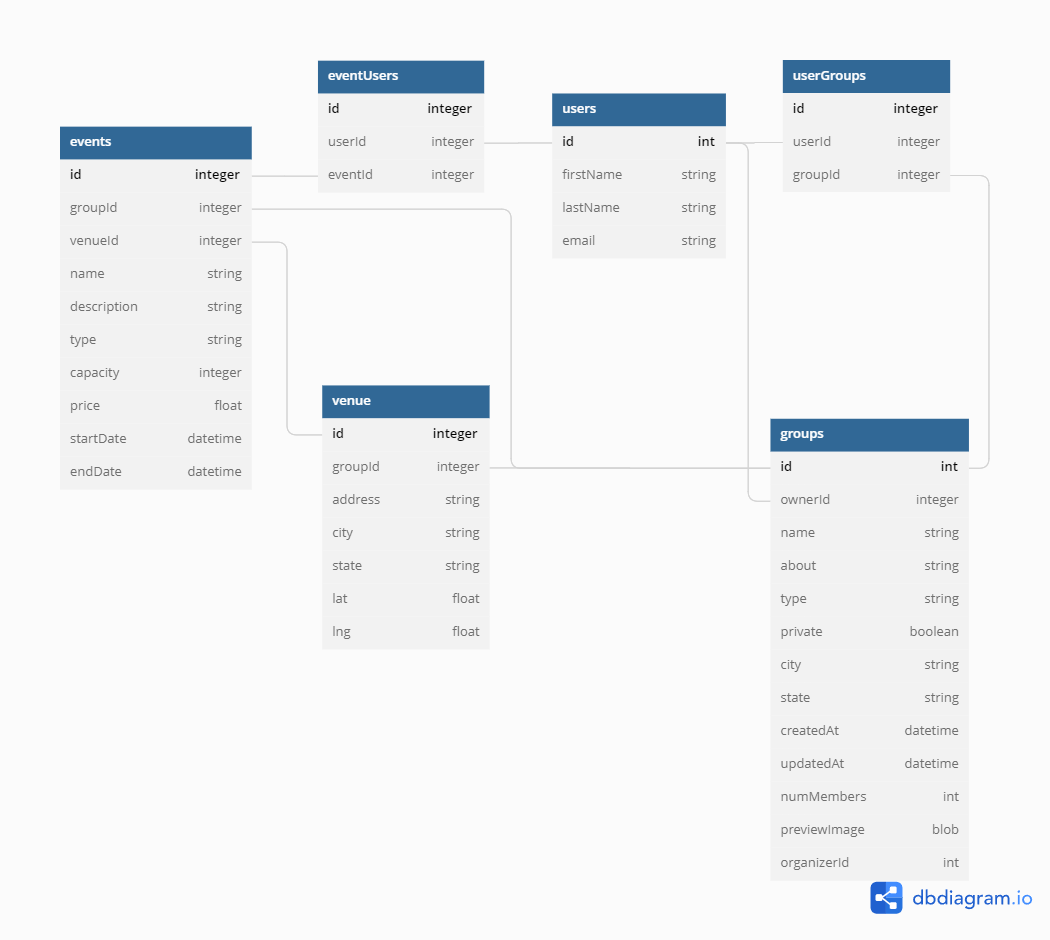 eventUsers
id integer
userId integer
eventId integer
userGroups
id integer
userId integer
groupId integer
users
id int
firstName string
lastName string
email string
events
id integer
groupId integer
venueId integer
name string
description string
type string
capacity integer
price float
startDate datetime
endDate datetime
venue
id integer
groupId integer
address string
city string
state string
lat float
lng float
groups
id int
ownerId integer
name string
about string
type string
private boolean
city string
state string
createdAt datetime
updatedAt datetime
numMembers int
previewImage blob
organizerId int
dbdiagram.io